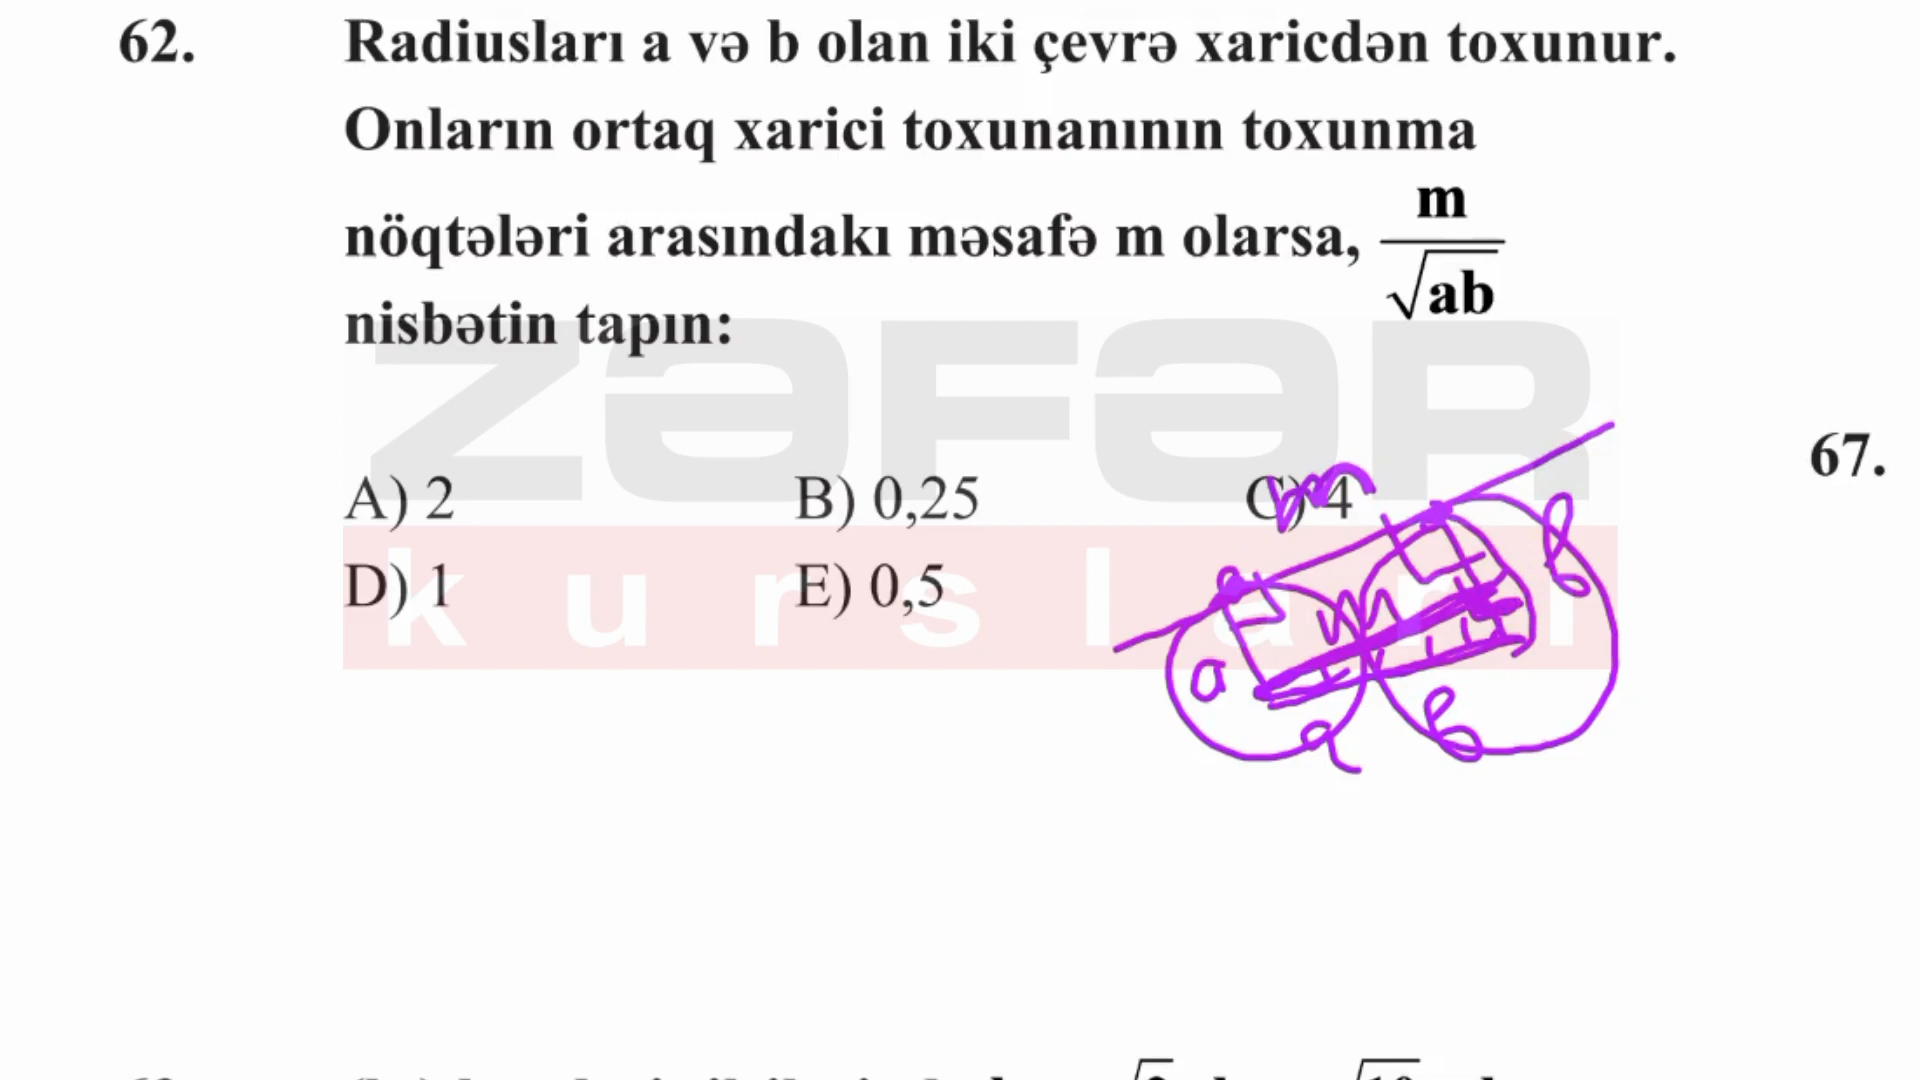 62. Radiusları a və b olan iki çevrə xaricdən toxunur.
Onların ortaq xarici toxunanının toxunma
nöqtələri arasındakı məsafə m olarsa, m/√ab
nisbətin tapın:
ZƏFƏR
kursları
A) 2 B) 0,25 C) 4
D) 1 E) 0,5
67.
m
b
m
a
a
b